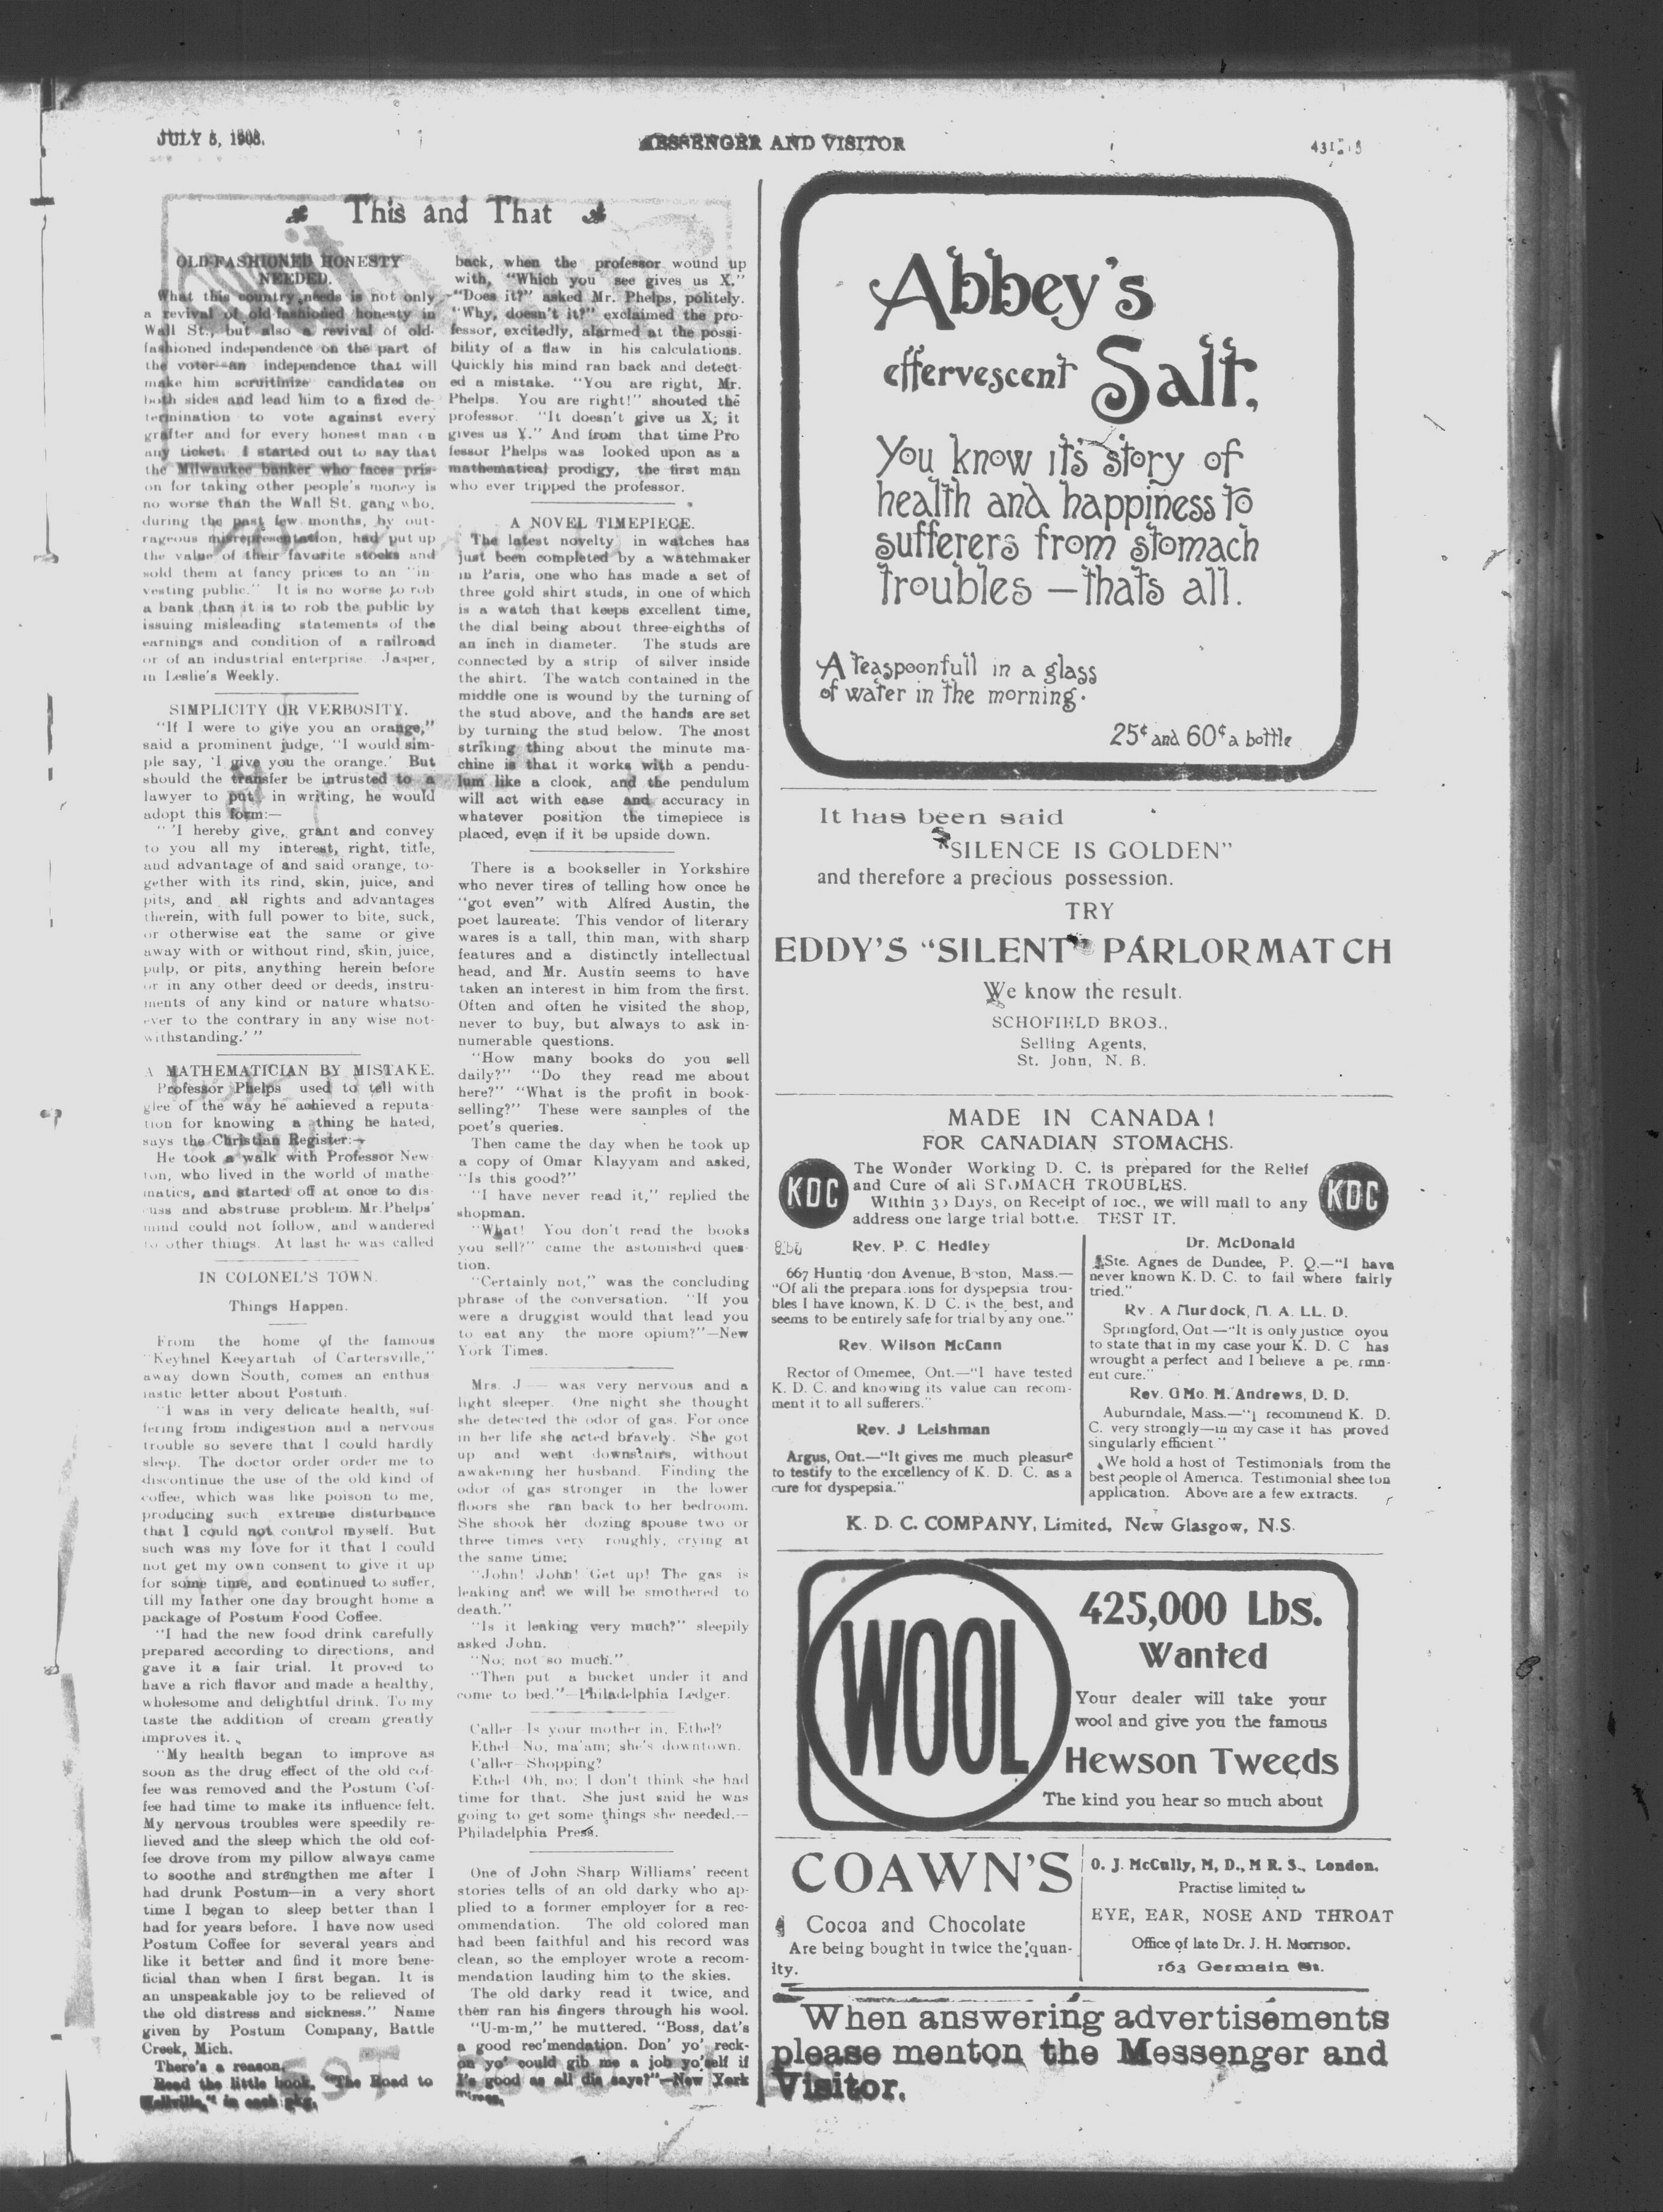 JULY 5, 1905.
MESSENGER AND VISITOR
431
This and That
OLD-FASHIONED HONESTY
NEEDED.
What this country needs is not only
a revival of old-fashioned honesty in
Wall St., but also a revival of old-
fashioned independence on the part of
the voter—an independence that will
make him scruitinize candidates on
both sides and lead him to a fixed de-
termination to vote against every
grafter and for every honest man on
any ticket. I started out to say that
the Milwaukee banker who faces pris-
on for taking other people's money is
no worse than the Wall St. gang who,
during the past few months, by out-
rageous misrepresentation, had put up
the value of their favorite stocks and
sold them at fancy prices to an "in
vesting public." It is no worse to rob
a bank than it is to rob the public by
issuing misleading statements of the
earnings and condition of a railroad
or of an industrial enterprise. Jasper,
in Leslie's Weekly.
SIMPLICITY OR VERBOSITY.
"If I were to give you an orange,"
said a prominent judge, "I would sim-
ple say, 'I give you the orange.' But
should the transfer be intrusted to a
lawyer to put in writing, he would
adopt this form:—
" 'I hereby give, grant and convey
to you all my interest, right, title,
and advantage of and said orange, to-
gether with its rind, skin, juice, and
pits, and all rights and advantages
therein, with full power to bite, suck,
or otherwise eat the same or give
away with or without rind, skin, juice,
pulp, or pits, anything herein before
or in any other deed or deeds, instru-
ments of any kind or nature whatso-
ever to the contrary in any wise not-
withstanding.' "
A MATHEMATICIAN BY MISTAKE.
Professor Phelps used to tell with
glee of the way he achieved a reputa-
tion for knowing a thing he hated,
says the Christian Register:—
He took a walk with Professor New-
ton, who lived in the world of mathe-
matics, and started off at once to dis-
cuss and abstruse problem. Mr. Phelps'
mind could not follow, and wandered
to other things. At last he was called
IN COLONEL'S TOWN.
Things Happen.
From the home of the famous
"Keyhnel Keeyartah of Cartersville,"
away down South, comes an enthus
iastic letter about Postum.
"I was in very delicate health, suf-
fering from indigestion and a nervous
trouble so severe that I could hardly
sleep. The doctor order order me to
discontinue the use of the old kind of
coffee, which was like poison to me,
producing such extreme disturbance
that I could not control myself. But
such was my love for it that I could
not get my own consent to give it up
for some time, and continued to suffer,
till my father one day brought home a
package of Postum Food Coffee.
"I had the new food drink carefully
prepared according to directions, and
gave it a fair trial. It proved to
have a rich flavor and made a healthy,
wholesome and delightful drink. To my
taste the addition of cream greatly
improves it.
"My health began to improve as
soon as the drug effect of the old cof-
fee was removed and the Postum Cof-
fee had time to make its influence felt.
My nervous troubles were speedily re-
lieved and the sleep which the old cof-
fee drove from my pillow always came
to soothe and strengthen me after I
had drunk Postum—in a very short
time I began to sleep better than I
had for years before. I have now used
Postum Coffee for several years and
like it better and find it more bene-
ficial than when I first began. It is
an unspeakable joy to be relieved of
the old distress and sickness." Name
given by Postum Company, Battle
Creek, Mich.
There's a reason.
Read the little book, "The Road to
Wellville," in each pkg.
back, when the professor wound up
with, "Which you see gives us X."
"Does it?" asked Mr. Phelps, politely.
"Why, doesn't it?" exclaimed the pro-
fessor, excitedly, alarmed at the possi-
bility of a flaw in his calculations.
Quickly his mind ran back and detect
ed a mistake. "You are right, Mr.
Phelps. You are right!" shouted the
professor. "It doesn't give us X; it
gives us Y." And from that time Pro
fessor Phelps was looked upon as a
mathematical prodigy, the first man
who ever tripped the professor.
A NOVEL TIMEPIECE.
The latest novelty in watches has
just been completed by a watchmaker
in Paris, one who has made a set of
three gold shirt studs, in one of which
is a watch that keeps excellent time,
the dial being about three-eighths of
an inch in diameter. The studs are
connected by a strip of silver inside
the shirt. The watch contained in the
middle one is wound by the turning of
the stud above, and the hands are set
by turning the stud below. The most
striking thing about the minute ma-
chine is that it works with a pendu-
lum like a clock, and the pendulum
will act with ease and accuracy in
whatever position the timepiece is
placed, even if it be upside down.
There is a bookseller in Yorkshire
who never tires of telling how once he
"got even" with Alfred Austin, the
poet laureate. This vendor of literary
wares is a tall, thin man, with sharp
features and a distinctly intellectual
head, and Mr. Austin seems to have
taken an interest in him from the first.
Often and often he visited the shop,
never to buy, but always to ask in-
numerable questions.
"How many books do you sell
daily?" "Do they read me about
here?" "What is the profit in book-
selling?" These were samples of the
poet's queries.
Then came the day when he took up
a copy of Omar Klayyam and asked,
"Is this good?"
"I have never read it," replied the
shopman.
"What! You don't read the books
you sell?" came the astonished ques-
tion.
"Certainly not," was the concluding
phrase of the conversation. "If you
were a druggist would that lead you
to eat any the more opium?"—New
York Times.
Mrs. J—— was very nervous and a
light sleeper. One night she thought
she detected the odor of gas. For once
in her life she acted bravely. She got
up and went downstairs, without
awakening her husband. Finding the
odor of gas stronger in the lower
floors she ran back to her bedroom.
She shook her dozing spouse two or
three times very roughly, crying at
the same time:
"John! John! Get up! The gas is
leaking and we will be smothered to
death."
"Is it leaking very much?" sleepily
asked John.
"No; not so much."
"Then put a bucket under it and
come to bed."—Philadelphia Ledger.
Caller—Is your mother in, Ethel?
Ethel—No, ma'am; she's downtown.
Caller—Shopping?
Ethel—Oh, no; I don't think she had
time for that. She just said he was
going to get some things she needed.—
Philadelphia Press.
One of John Sharp Williams' recent
stories tells of an old darky who ap-
plied to a former employer for a rec-
ommendation. The old colored man
had been faithful and his record was
clean, so the employer wrote a recom-
mendation lauding him to the skies.
The old darky read it twice, and
then ran his fingers through his wool.
"U-m-m," he muttered. "Boss, dat's
a good rec'mendation. Don' yo' reck-
on yo' could gib me a job yo'self if
I's good as all dis says?"—New York
Times.
Abbey's
effervescent Salt,
You know it's story of
health and happiness to
sufferers from stomach
troubles — thats all.
A teaspoonfull in a glass
of water in the morning.
25¢ and 60¢ a bottle
It has been said
"SILENCE IS GOLDEN"
and therefore a precious possession.
TRY
EDDY'S "SILENT" PARLOR MATCH
We know the result.
SCHOFIELD BROS.,
Selling Agents,
St. John, N. B.
MADE IN CANADA!
FOR CANADIAN STOMACHS.
KDC
The Wonder Working D. C. is prepared for the Relief
and Cure of all STOMACH TROUBLES.
Within 30 Days, on Receipt of 10c., we will mail to any
address one large trial bottle. TEST IT.
KDC
Rev. P. C Hedley
667 Huntin don Avenue, Boston, Mass.—
"Of all the prepara ions for dyspepsia trou-
bles I have known, K. D C. is the best, and
seems to be entirely safe for trial by any one."
Rev. Wilson McCann
Rector of Omemee, Ont.—"I have tested
K. D. C. and knowing its value can recom-
ment it to all sufferers."
Rev. J Leishman
Argus, Ont.—"It gives me much pleasure
to testify to the excellency of K. D. C. as a
cure for dyspepsia."
Dr. McDonald
Ste. Agnes de Dundee, P. Q.—"I have
never known K. D. C. to fail where fairly
tried."
Rv. A Murdock, M. A. LL. D.
Springford, Ont.—"It is only justice oyou
to state that in my case your K. D. C has
wrought a perfect and I believe a pe. rman-
ent cure."
Rev. GMo. M. Andrews, D. D.
Auburndale, Mass.—"I recommend K. D.
C. very strongly—in my case it has proved
singularly efficient"
We hold a host of Testimonials from the
best people ol America. Testimonial shee ton
application. Above are a few extracts.
K. D. C. COMPANY, Limited, New Glasgow, N.S.
WOOL
425,000 Lbs.
Wanted
Your dealer will take your
wool and give you the famous
Hewson Tweeds
The kind you hear so much about
COAWN'S
Cocoa and Chocolate
Are being bought in twice the quan-
ity.
O. J. McCully, M, D., M R. S., London.
Practise limited to
EYE, EAR, NOSE AND THROAT
Office of late Dr. J. H. Morrison.
163 Germain St.
When answering advertisements
please menton the Messenger and
Visitor.